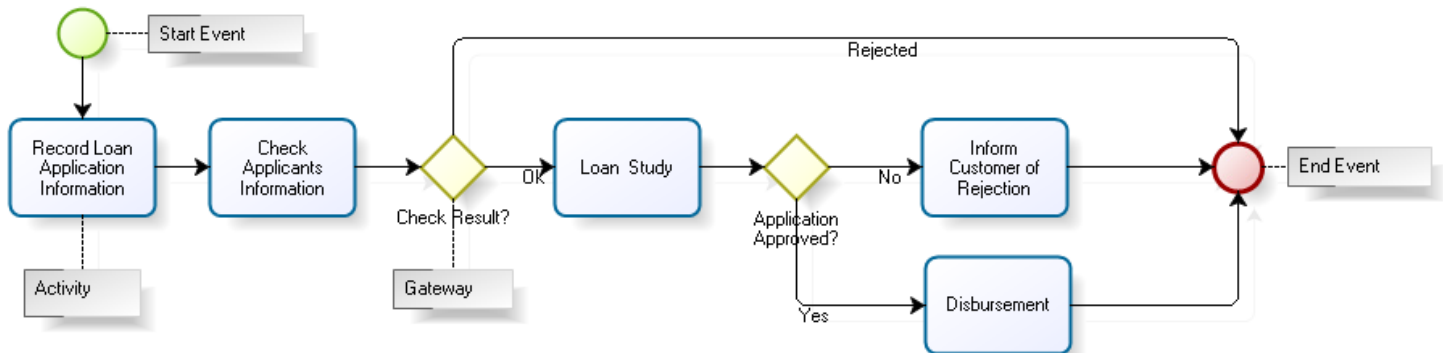 Start Event
Rejected
Record Loan
Application
Information
Check
Applicants
Information
Check Result?
OK
Loan Study
Application
Approved?
No
Inform
Customer of
Rejection
End Event
Activity
Gateway
Yes
Disbursement